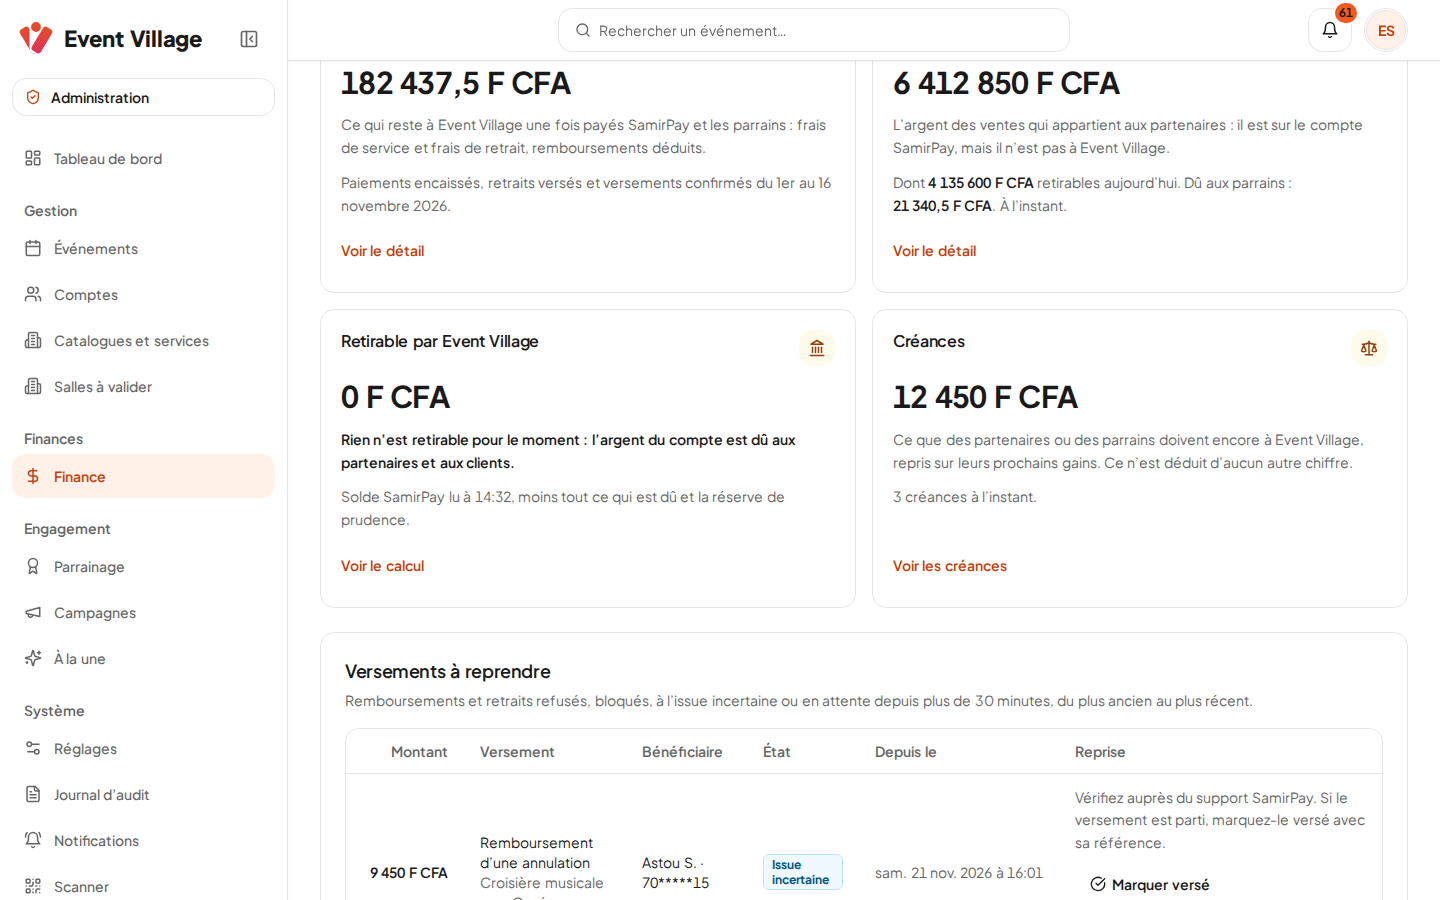 Event Village
Rechercher un événement…
61
ES
Administration
Tableau de bord
Gestion
Événements
Comptes
Catalogues et services
Salles à valider
Finances
Finance
Engagement
Parrainage
Campagnes
À la une
Système
Réglages
Journal d’audit
Notifications
Scanner
182 437,5 F CFA
Ce qui reste à Event Village une fois payés SamirPay et les parrains : frais
de service et frais de retrait, remboursements déduits.
Paiements encaissés, retraits versés et versements confirmés du 1er au 16
novembre 2026.
Voir le détail
6 412 850 F CFA
L’argent des ventes qui appartient aux partenaires : il est sur le compte
SamirPay, mais il n’est pas à Event Village.
Dont 4 135 600 F CFA retirables aujourd’hui. Dû aux parrains :
21 340,5 F CFA. À l’instant.
Voir le détail
Retirable par Event Village
0 F CFA
Rien n’est retirable pour le moment : l’argent du compte est dû aux
partenaires et aux clients.
Solde SamirPay lu à 14:32, moins tout ce qui est dû et la réserve de
prudence.
Voir le calcul
Créances
12 450 F CFA
Ce que des partenaires ou des parrains doivent encore à Event Village,
repris sur leurs prochains gains. Ce n’est déduit d’aucun autre chiffre.
3 créances à l’instant.
Voir les créances
Versements à reprendre
Remboursements et retraits refusés, bloqués, à l’issue incertaine ou en attente depuis plus de 30 minutes, du plus ancien au plus récent.
Montant Versement Bénéficiaire État Depuis le Reprise
9 450 F CFA
Remboursement
d’une annulation
Croisière musicale
Astou S. ·
70*****15
Issue
incertaine
sam. 21 nov. 2026 à 16:01
Vérifiez auprès du support SamirPay. Si le
versement est parti, marquez-le versé avec
sa référence.
Marquer versé